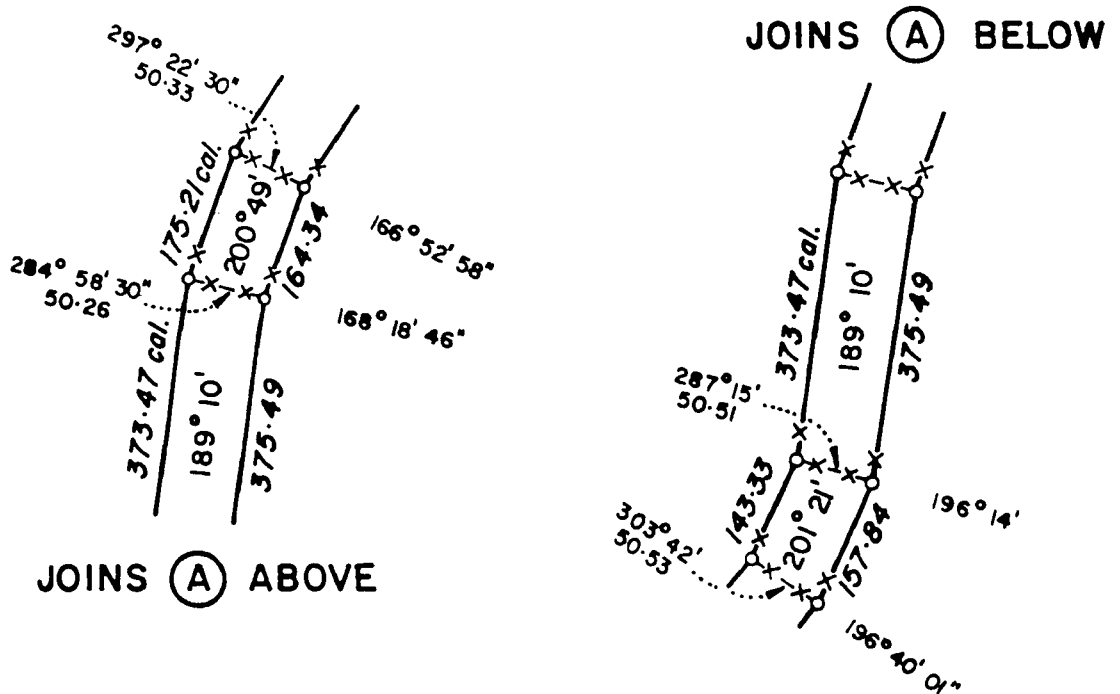 297° 22' 30"
50·33
175·21 cal.
200° 49'
164·34
166° 52' 58"
284° 58' 30"
50·26
168° 18' 46"
373·47 cal.
189° 10'
375·49
JOINS A ABOVE
JOINS A BELOW
373·47 cal.
189° 10'
375·49
287° 15'
50·51
143·33
201° 21'
157·84
196° 14'
303° 42'
50·53
196° 40' 01"